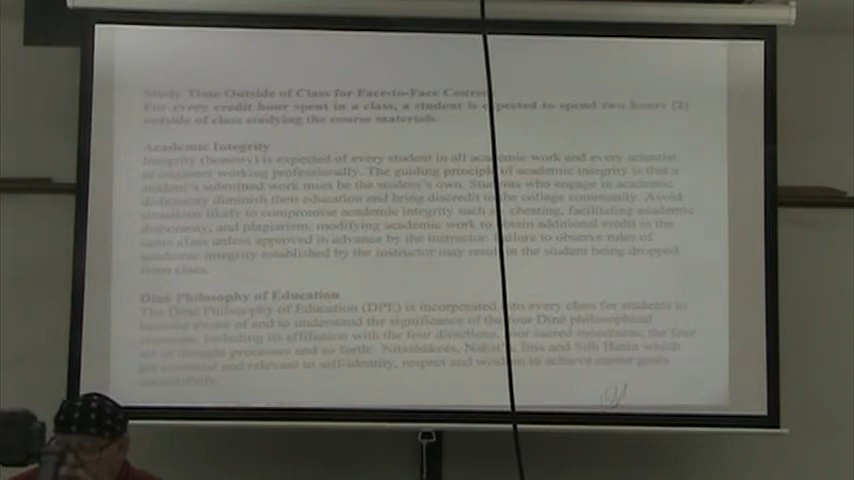 Study Time Outside of Class for Face-to-Face Courses
For every credit hour spent in a class, a student is expected to spend two hours (2)
outside of class studying the course materials.
Academic Integrity
Integrity (honesty) is expected of every student in all academic work and every scientist
or engineer working professionally. The guiding principle of academic integrity is that a
student's submitted work must be the student's own. Students who engage in academic
dishonesty diminish their education and bring discredit to the college community. Avoid
situations likely to compromise academic integrity such as: cheating, facilitating academic
dishonesty, and plagiarism; modifying academic work to obtain additional credit in the
same class unless approved in advance by the instructor. Failure to observe rules of
academic integrity established by the instructor may result in the student being dropped
from class.
Diné Philosophy of Education
The Diné Philosophy of Education (DPE) is incorporated into every class for students to
become aware of and to understand the significance of the four Diné philosophical
including its affiliation with the four directions, four sacred mountains, the four
set of thought processes and so forth: Nitsáhákees, Nahat'á, Iiná and Siih Hasin which
are essential and relevant to self-identity, respect and wisdom to achieve career goals